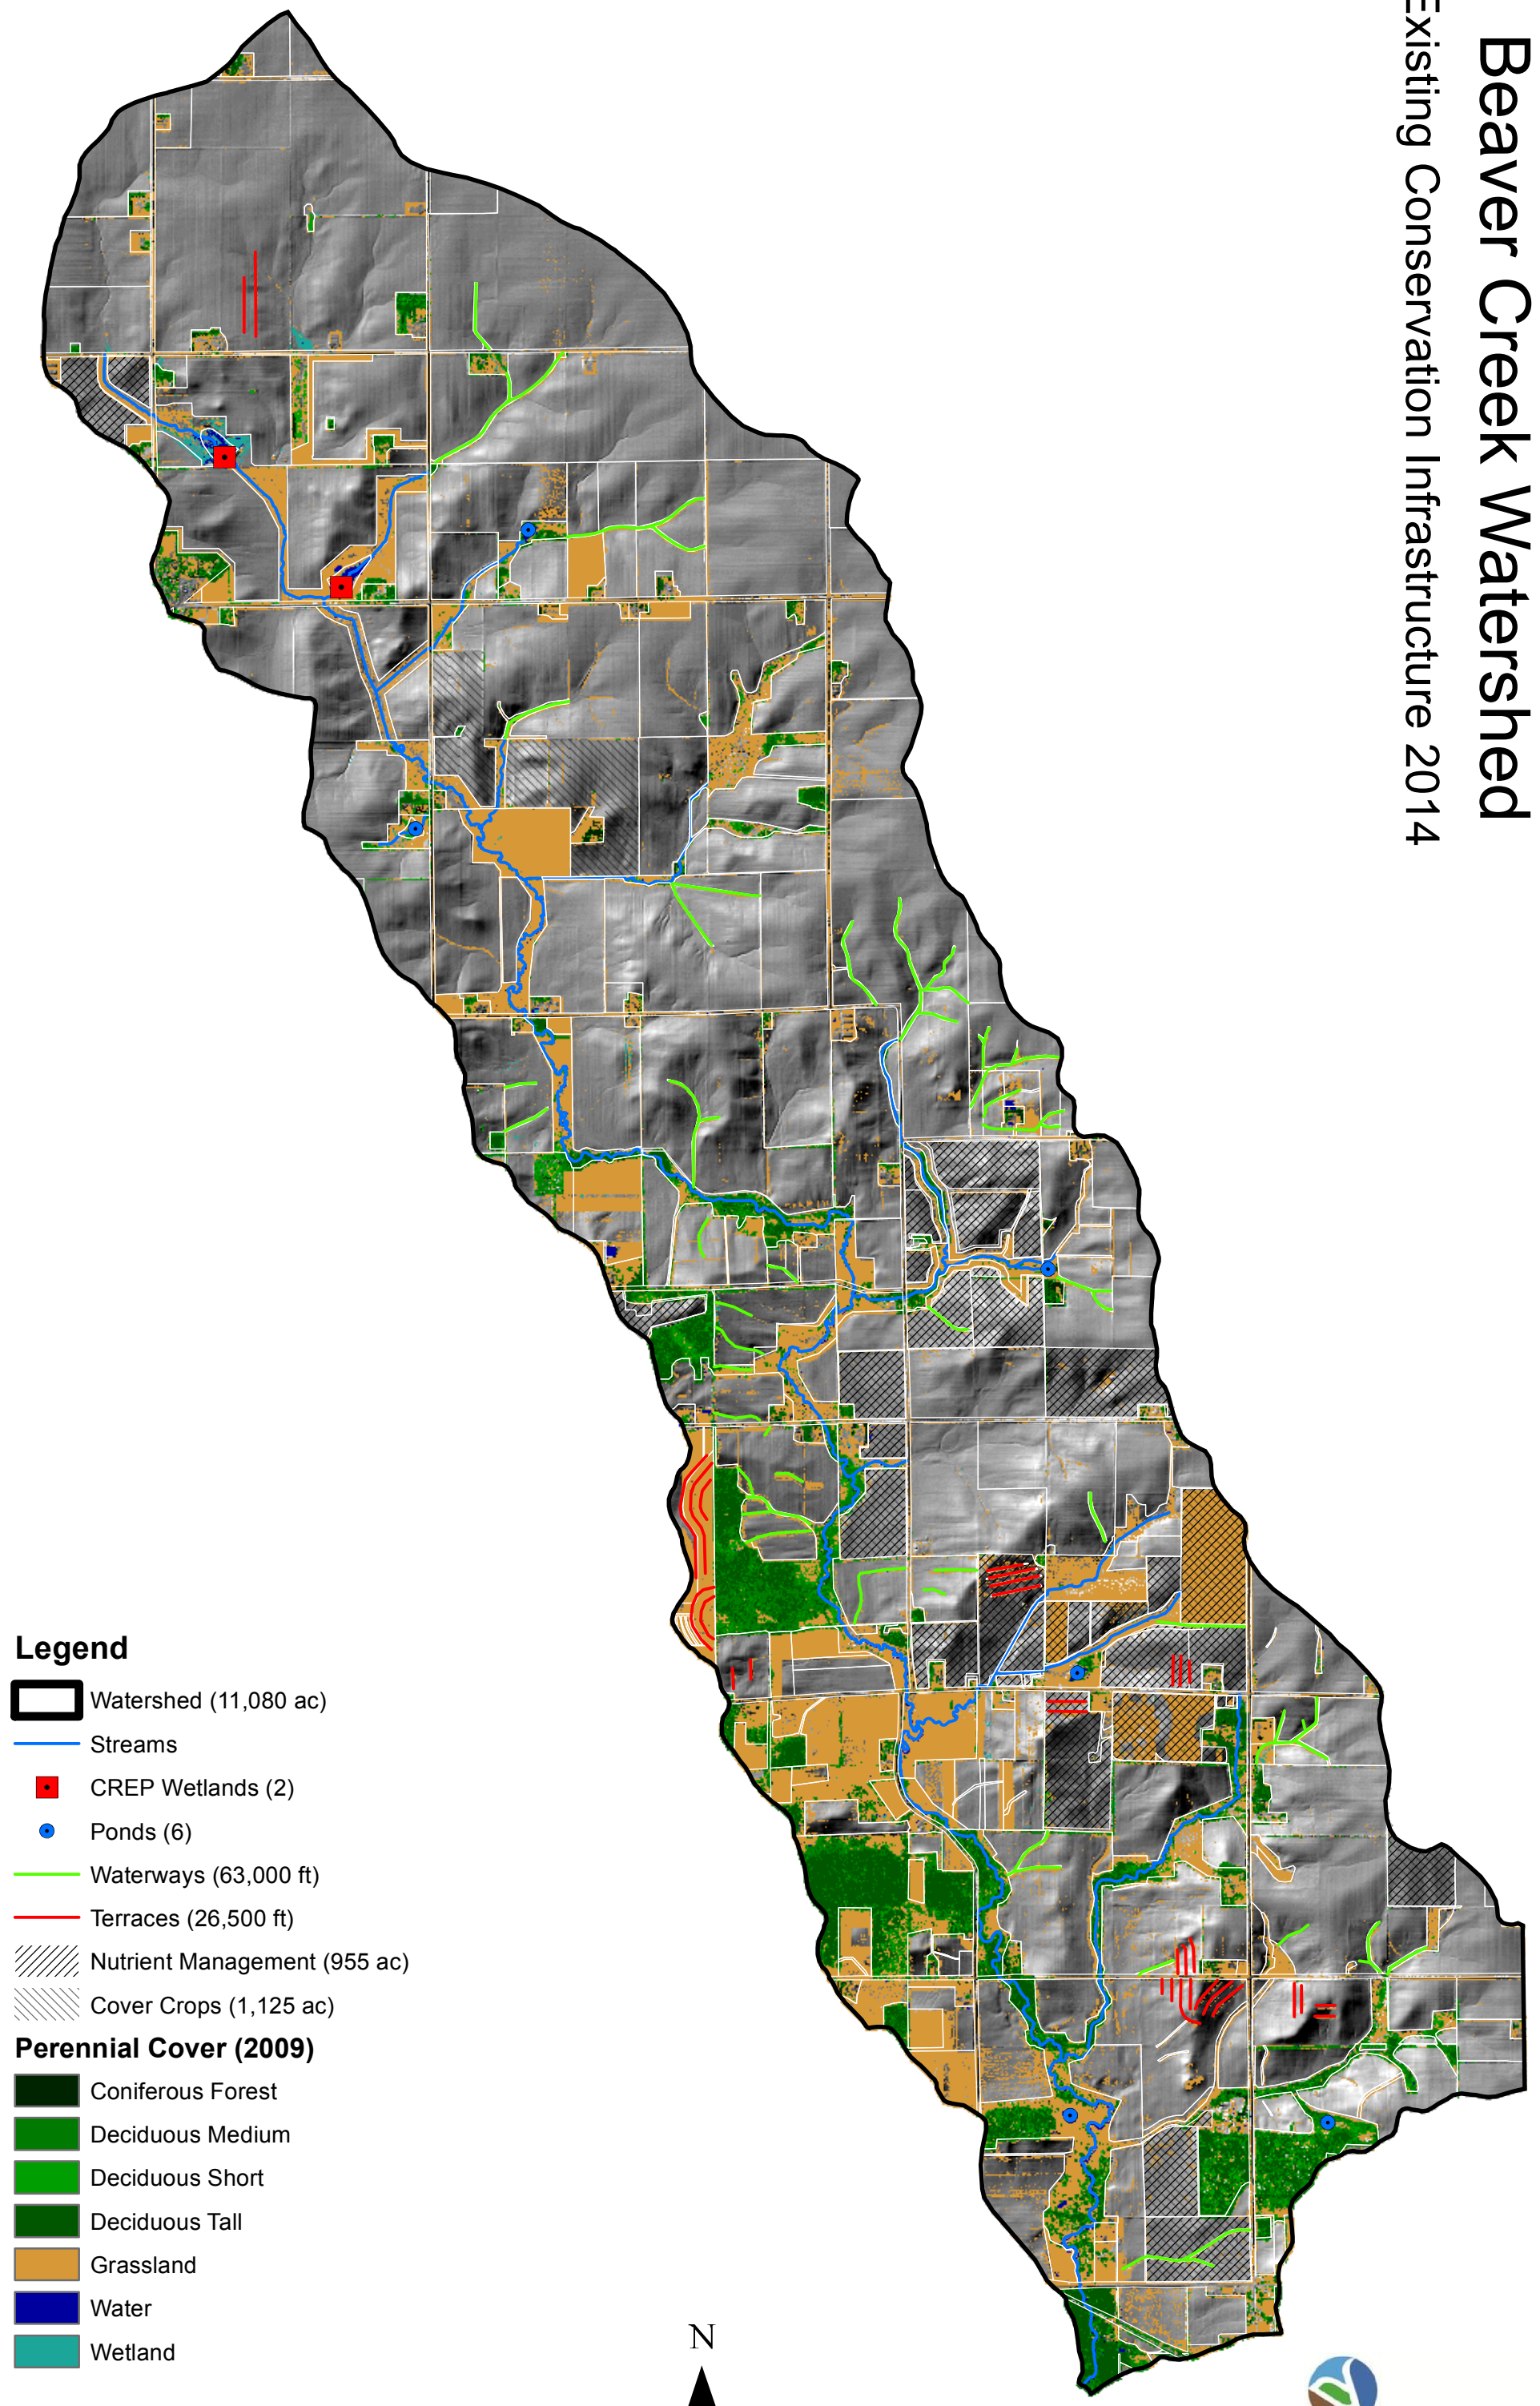 Beaver Creek Watershed
Existing Conservation Infrastructure 2014
Legend
Watershed (11,080 ac)
Streams
CREP Wetlands (2)
Ponds (6)
Waterways (63,000 ft)
Terraces (26,500 ft)
Nutrient Management (955 ac)
Cover Crops (1,125 ac)
Perennial Cover (2009)
Coniferous Forest
Deciduous Medium
Deciduous Short
Deciduous Tall
Grassland
Water
Wetland
N